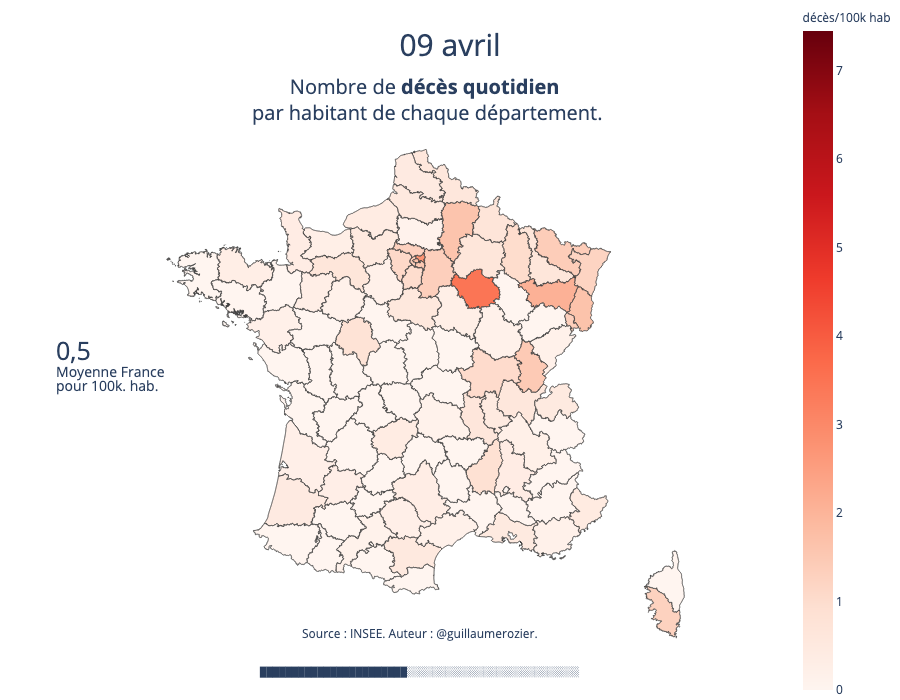 décès/100k hab
09 avril
Nombre de décès quotidien
par habitant de chaque département.
7
6
5
4
3
2
1
0
0,5
Moyenne France
pour 100k. hab.
Source : INSEE. Auteur : @guillaumerozier.